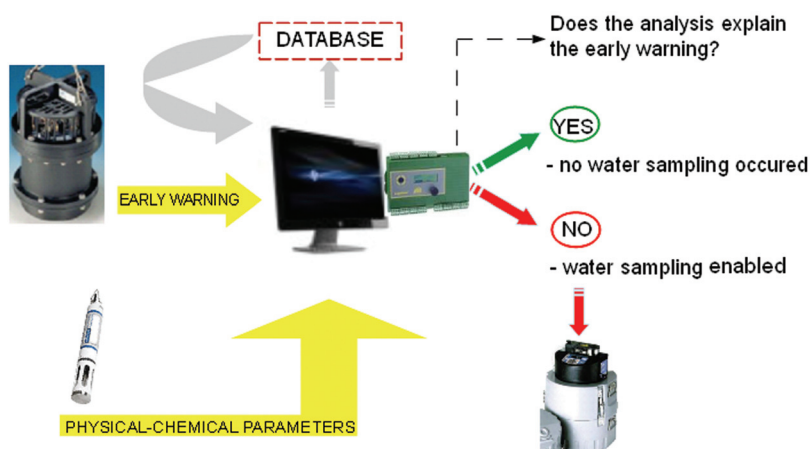 DATABASE
Does the analysis explain
the early warning?
YES
- no water sampling occured
EARLY WARNING
NO
- water sampling enabled
PHYSICAL-CHEMICAL PARAMETERS